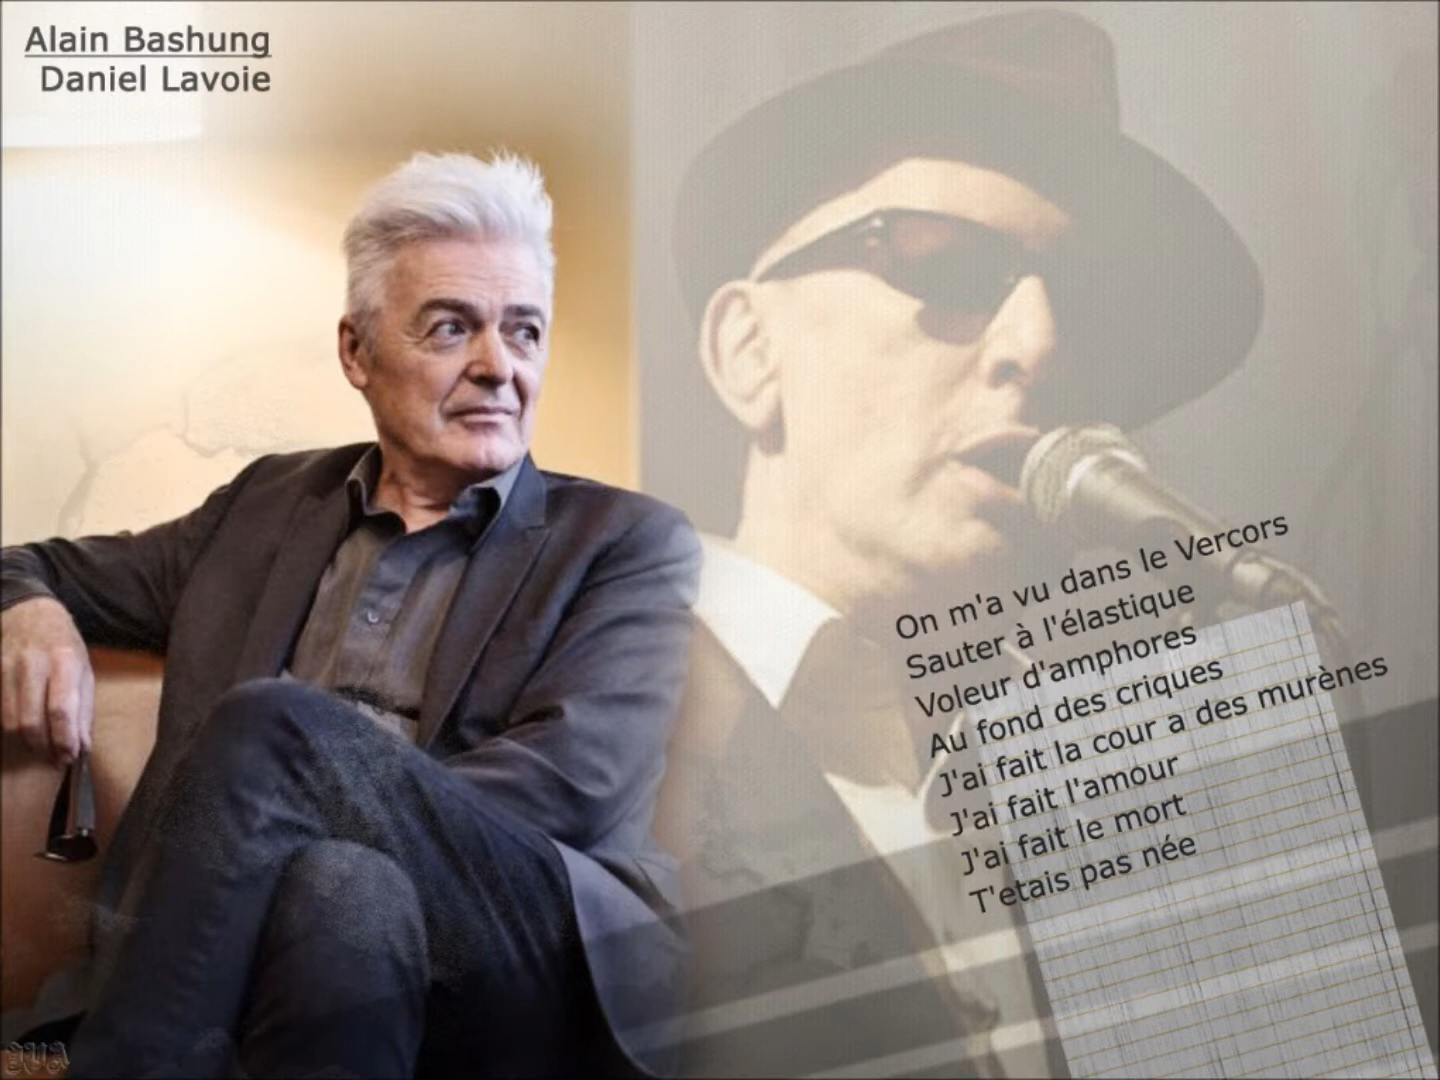 Alain Bashung
Daniel Lavoie
On m'a vu dans le Vercors
Sauter à l'élastique
Voleur d'amphores
Au fond des criques
J'ai fait la cour a des murènes
J'ai fait l'amour
J'ai fait le mort
T'etais pas née